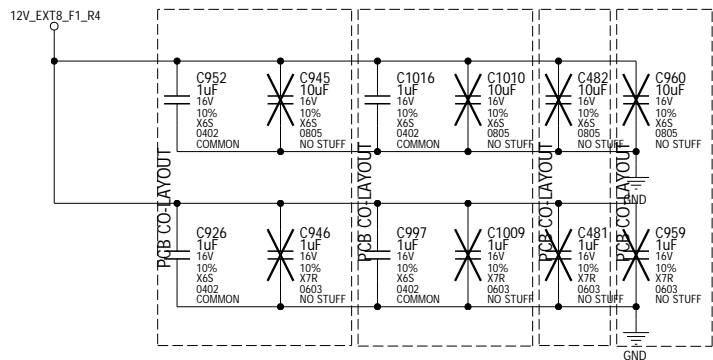 12V_EXT8_F1_R4
C952
1uF
16V
10%
X6S
0402
COMMON
C945
10uF
16V
10%
X6S
0805
NO STUFF
C1016
1uF
16V
10%
X6S
0402
COMMON
C1010
10uF
16V
10%
X6S
0805
NO STUFF
C482
10uF
16V
10%
X6S
0805
NO STUFF
C960
10uF
16V
10%
X6S
0805
NO STUFF
PCB CO-LAYOUT
PCB CO-LAYOUT
PCB CO-LAYOUT
PCB CO-LAYOUT
GND
C926
1uF
16V
10%
X6S
0402
COMMON
C946
1uF
16V
10%
X7R
0603
NO STUFF
C997
1uF
16V
10%
X6S
0402
COMMON
C1009
1uF
16V
10%
X7R
0603
NO STUFF
C481
1uF
16V
10%
X7R
0603
NO STUFF
C959
1uF
16V
10%
X7R
0603
NO STUFF
GND